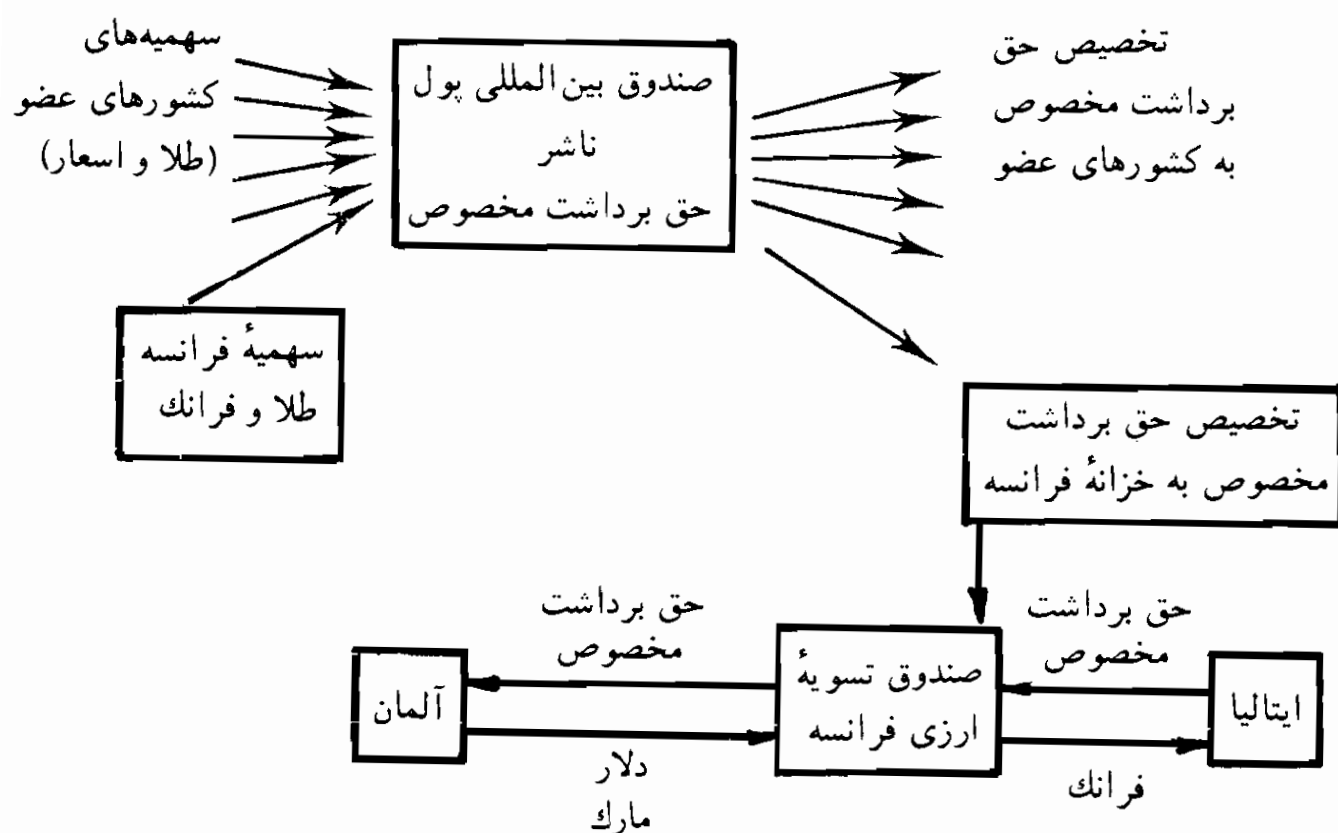 تخصیص حق
برداشت مخصوص
به کشورهای عضو
صندوق بین‌المللی پول
ناشر
حق برداشت مخصوص
سهمیه‌های
کشورهای عضو
(طلا و اسعار)
سهمیهٔ فرانسه
طلا و فرانك
تخصیص حق برداشت
مخصوص به خزانهٔ فرانسه
حق برداشت
مخصوص
ایتالیا
فرانك
صندوق تسویهٔ
ارزی فرانسه
حق برداشت
مخصوص
آلمان
دلار
مارك